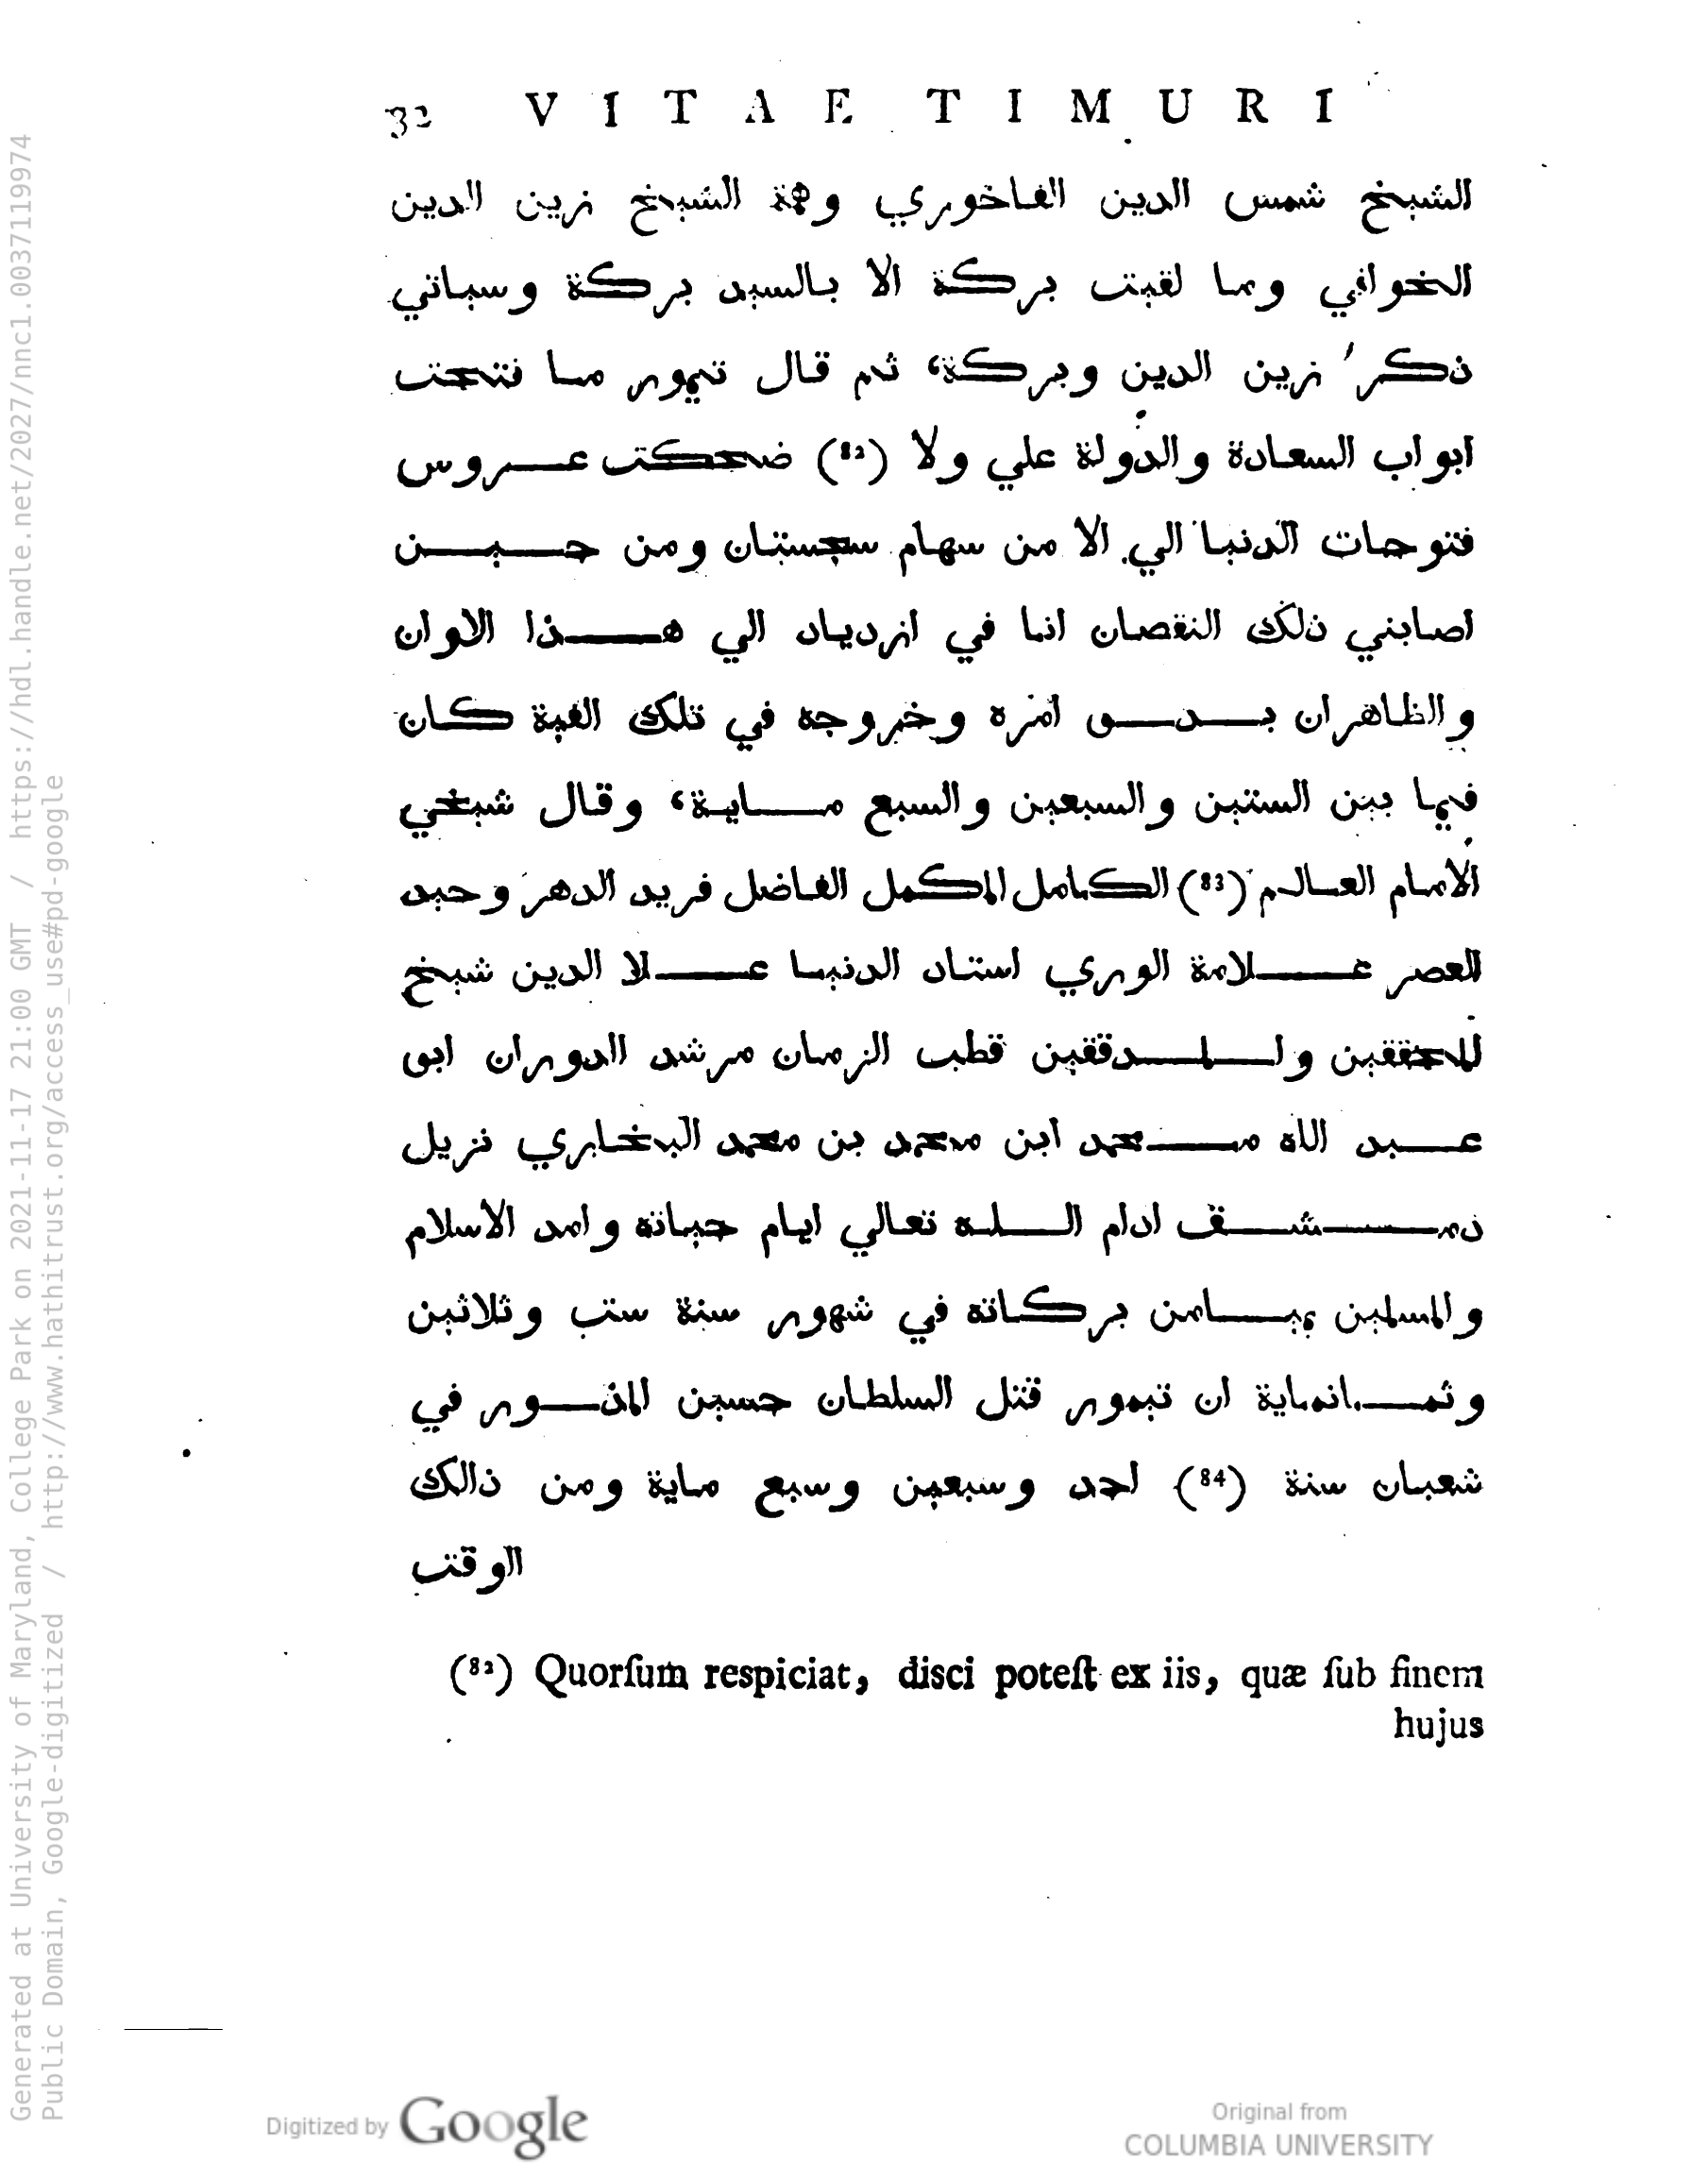 32 VITAE TIMURI
الشيخ شمس الدين الفاخوري وهمة الشيخ زين الدين
الخوافي وما لقيت بركة الا بالسيد بركة وسياتي
ذكر زين الدين وبركة، ثم قال تيمور ما فتحت
ابواب السعادة والدولة علي ولا (82) ضحكت عروس
فتوحات الدنيا الي الا من سهام سجستان ومن حين
اصابني ذلك النقصان انا في ازدياد الي هذا الاوان
والظاهر ان بدو امره وخروجه في تلك الفية كان
فيما بين الستين والسبعين والسبع ماية، وقال شيخي
الامام العالم (83) الكامل المكمل الفاضل فريد الدهر وحيد
العصر علامة الوري استاد الدنيا علا الدين شيخ
المحققين والمدققين قطب الزمان مرشد الدوران ابو
عبد الله محمد ابن محمد بن محمد البخاري نزيل
دمشق ادام الله تعالي ايام حياته وامد الاسلام
والمسلمين بميامن بركاته في شهور سنة ست وثلاثين
وثمانماية ان تيمور قتل السلطان حسين في
شعبان سنة (84) احد وسبعين وسبع ماية ومن ذالك
الوقت
(82) Quorſum reſpiciat, diſci poteſt ex iis, quæ ſub finem
hujus
Digitized by Google
Original from
COLUMBIA UNIVERSITY
Generated at University of Maryland, College Park on 2021-11-17 21:00 GMT / https://hdl.handle.net/2027/nnc1.0037119974
Public Domain, Google-digitized / http://www.hathitrust.org/access_use#pd-google